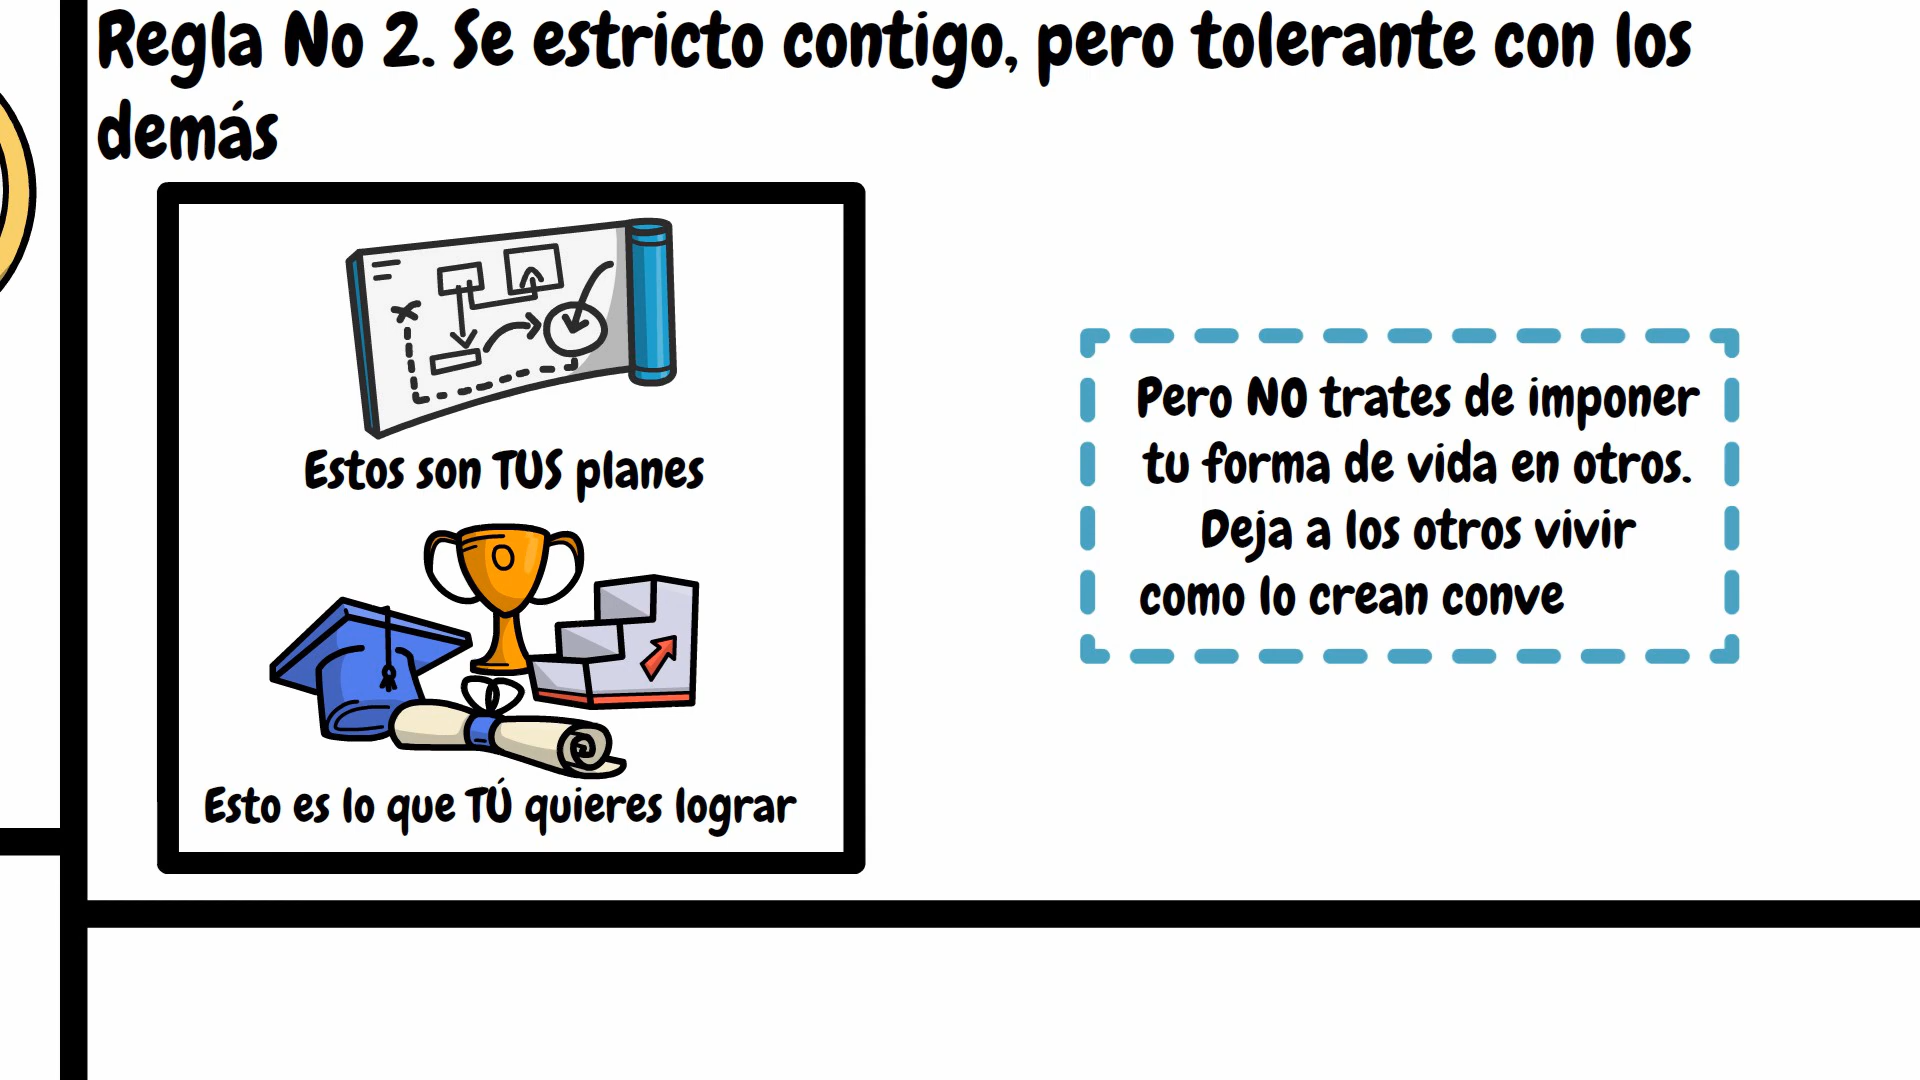 Regla No 2. Se estricto contigo, pero tolerante con los
demás
Estos son TUS planes
Esto es lo que TÚ quieres lograr
Pero NO trates de imponer
tu forma de vida en otros.
Deja a los otros vivir
como lo crean conve